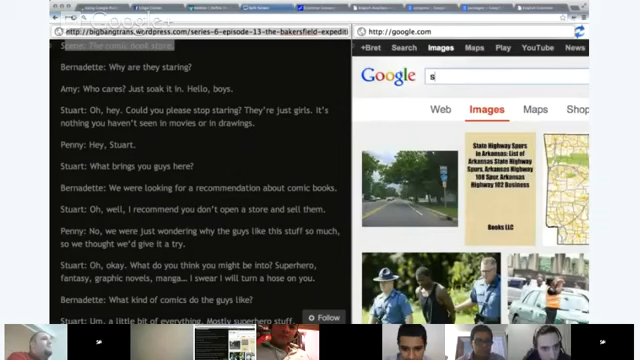 http://bigbangtrans.wordpress.com/series-6-episode-13-the-bakersfield-expediti
Scene: The comic book store.
Bernadette: Why are they staring?
Amy: Who cares? Just soak it in. Hello, boys.
Stuart: Oh, hey. Could you please stop staring? They're just girls. It's
nothing you haven't seen in movies or in drawings.
Penny: Hey, Stuart.
Stuart: What brings you guys here?
Bernadette: We were looking for a recommendation about comic books.
Stuart: Oh, well, I recommend you don't open a store and sell them.
Penny: No, we were just wondering why the guys like this stuff so much,
so we thought we'd give it a try.
Stuart: Oh, okay. What do you think you might be into? Superhero,
fantasy, graphic novels, manga... I swear I will turn a hose on you.
Bernadette: What kind of comics do the guys like?
Stuart: Um, a little bit of everything. Mostly superhero stuff.
Follow
http://google.com
+Bret Search Images Maps Play YouTube News
Google
s
Web Images Maps Shop
State Highway Spurs
in Arkansas: List of
Arkansas State Highway
Spurs, Arkansas Highway
108 Spur, Arkansas
Highway 102 Business
Books LLC